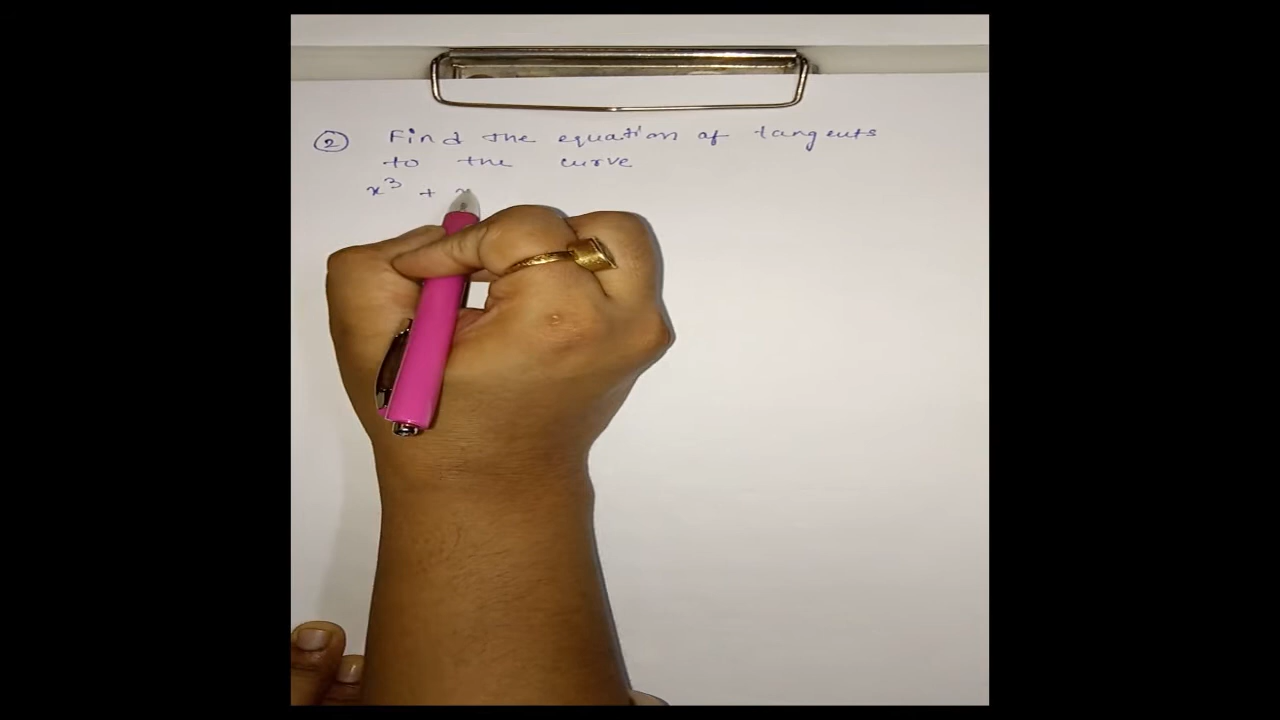 ② Find the equation of tangents
to the curve
x³ + x